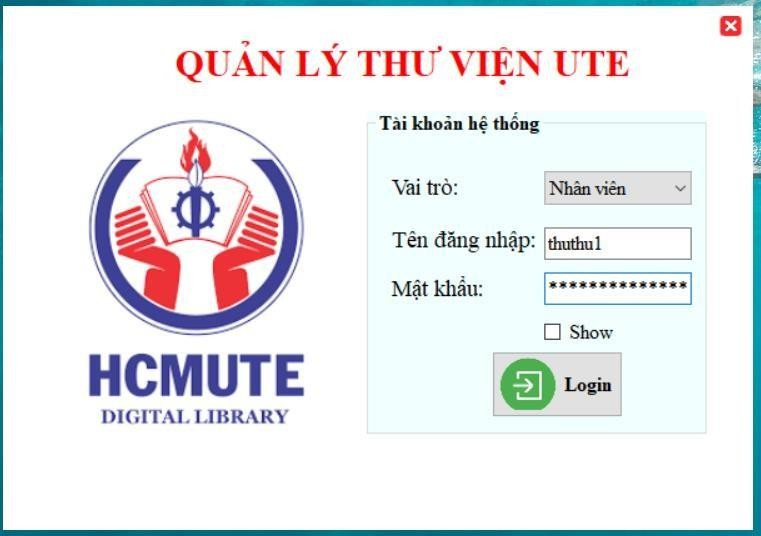 QUẢN LÝ THƯ VIỆN UTE
HCMUTE
DIGITAL LIBRARY
Tài khoản hệ thống
Vai trò: Nhân viên
Tên đăng nhập: thuthu1
Mật khẩu: **************
Show
Login